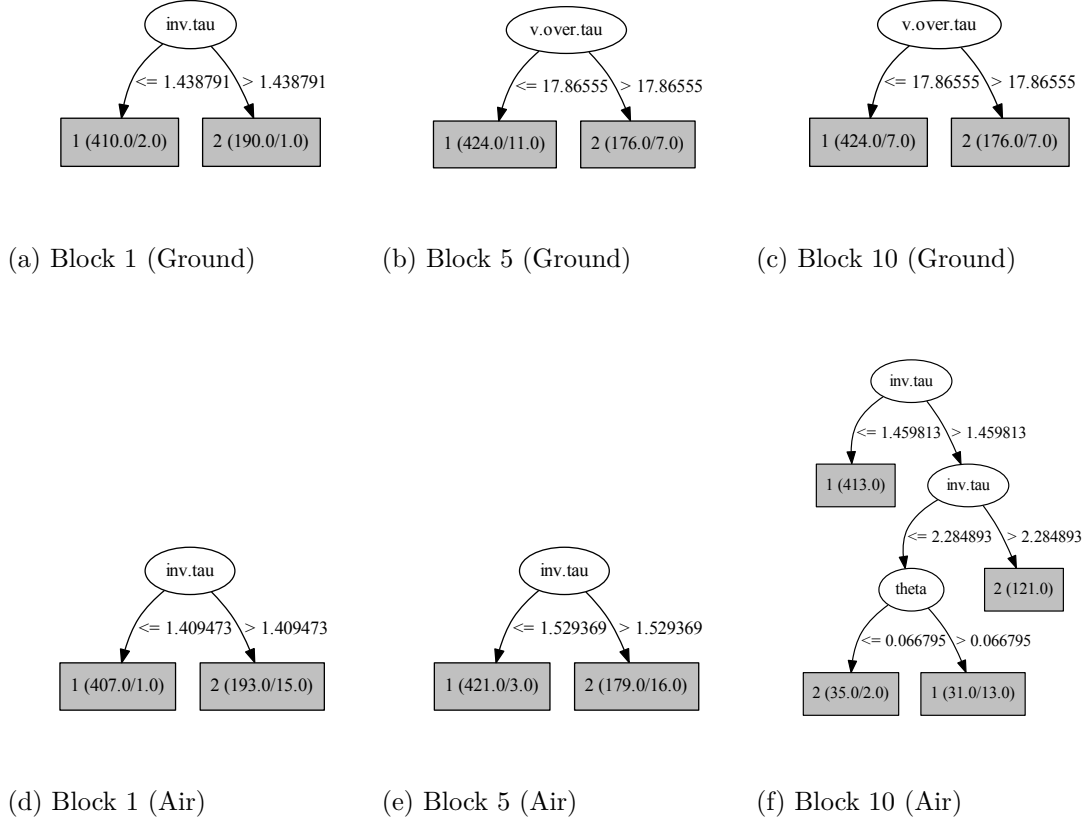 inv.tau
<= 1.438791 > 1.438791
1 (410.0/2.0) 2 (190.0/1.0)
(a) Block 1 (Ground)
v.over.tau
<= 17.86555 > 17.86555
1 (424.0/11.0) 2 (176.0/7.0)
(b) Block 5 (Ground)
v.over.tau
<= 17.86555 > 17.86555
1 (424.0/7.0) 2 (176.0/7.0)
(c) Block 10 (Ground)
inv.tau
<= 1.409473 > 1.409473
1 (407.0/1.0) 2 (193.0/15.0)
(d) Block 1 (Air)
inv.tau
<= 1.529369 > 1.529369
1 (421.0/3.0) 2 (179.0/16.0)
(e) Block 5 (Air)
inv.tau
<= 1.459813 > 1.459813
1 (413.0) inv.tau
<= 2.284893 > 2.284893
theta 2 (121.0)
<= 0.066795 > 0.066795
2 (35.0/2.0) 1 (31.0/13.0)
(f) Block 10 (Air)